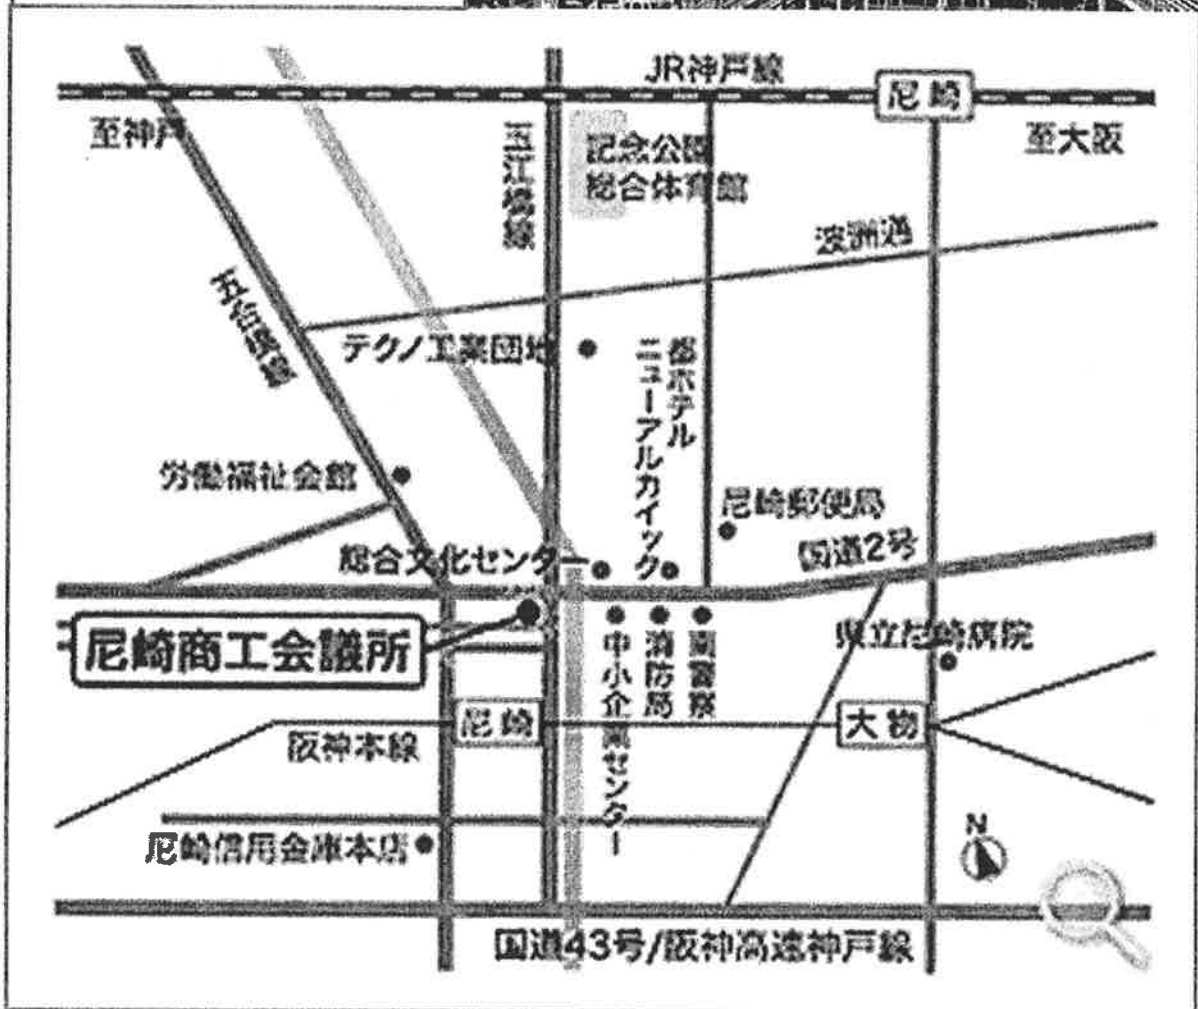 JR神戸線
尼崎
至神戸
至大阪
玉江橋線
記念公園
総合体育館
五合橋線
テクノ工業団地
都ホテル
ニューアルカイック
労働福祉会館
尼崎郵便局
国道2号
総合文化センター
尼崎商工会議所
中小企業センター
消防局
南警察
県立尼崎病院
尼崎
大物
阪神本線
尼崎信用金庫本店
N
国道43号/阪神高速神戸線